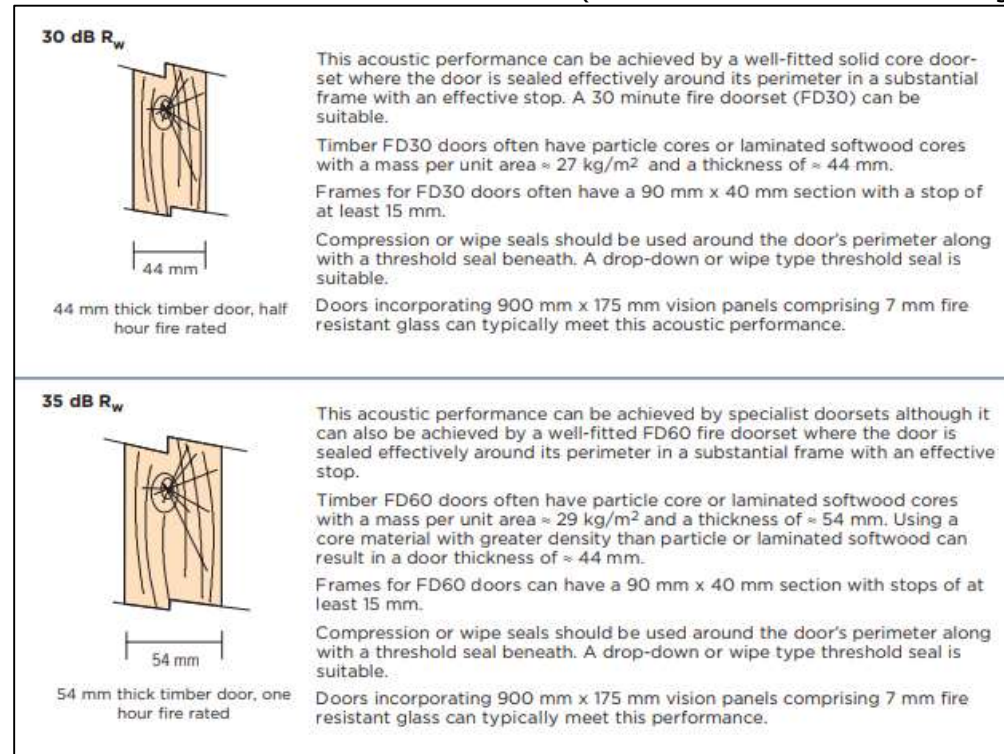 30 dB Rw
This acoustic performance can be achieved by a well-fitted solid core door-
set where the door is sealed effectively around its perimeter in a substantial
frame with an effective stop. A 30 minute fire doorset (FD30) can be
suitable.
Timber FD30 doors often have particle cores or laminated softwood cores
with a mass per unit area ≈ 27 kg/m² and a thickness of ≈ 44 mm.
Frames for FD30 doors often have a 90 mm x 40 mm section with a stop of
at least 15 mm.
Compression or wipe seals should be used around the door's perimeter along
with a threshold seal beneath. A drop-down or wipe type threshold seal is
suitable.
Doors incorporating 900 mm x 175 mm vision panels comprising 7 mm fire
resistant glass can typically meet this acoustic performance.
44 mm
44 mm thick timber door, half
hour fire rated
35 dB Rw
This acoustic performance can be achieved by specialist doorsets although it
can also be achieved by a well-fitted FD60 fire doorset where the door is
sealed effectively around its perimeter in a substantial frame with an effective
stop.
Timber FD60 doors often have particle core or laminated softwood cores
with a mass per unit area ≈ 29 kg/m² and a thickness of ≈ 54 mm. Using a
core material with greater density than particle or laminated softwood can
result in a door thickness of ≈ 44 mm.
Frames for FD60 doors can have a 90 mm x 40 mm section with stops of at
least 15 mm.
Compression or wipe seals should be used around the door's perimeter along
with a threshold seal beneath. A drop-down or wipe type threshold seal is
suitable.
Doors incorporating 900 mm x 175 mm vision panels comprising 7 mm fire
resistant glass can typically meet this performance.
54 mm
54 mm thick timber door, one
hour fire rated